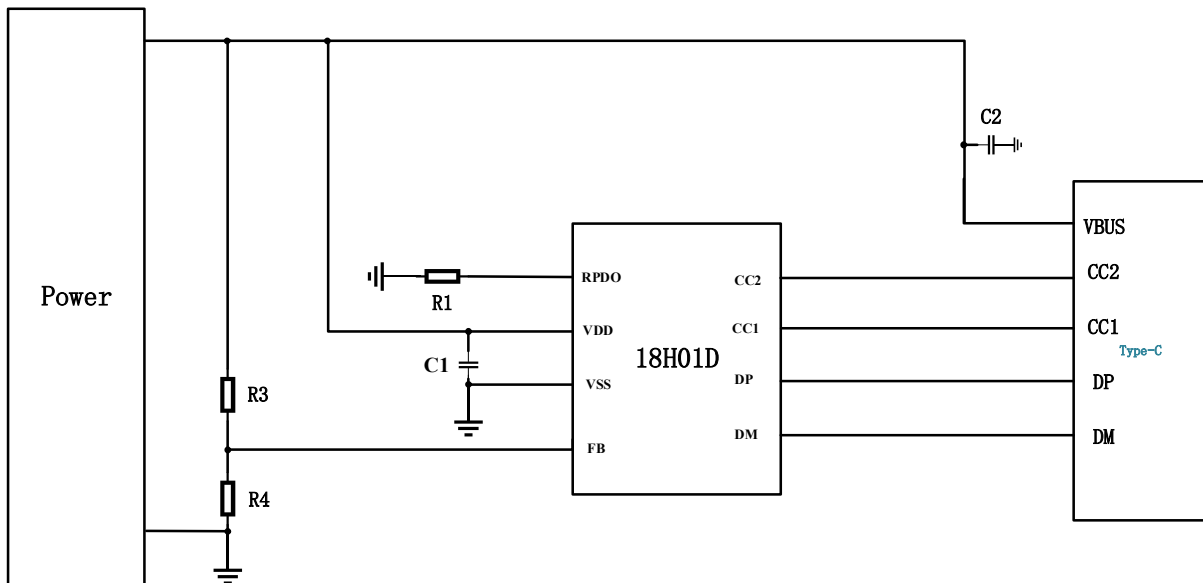 C2
VBUS
RPDO
CC2
CC2
Power
R1
VDD
CC1
CC1
18H01D
Type-C
C1
VSS
DP
DP
R3
FB
DM
DM
R4